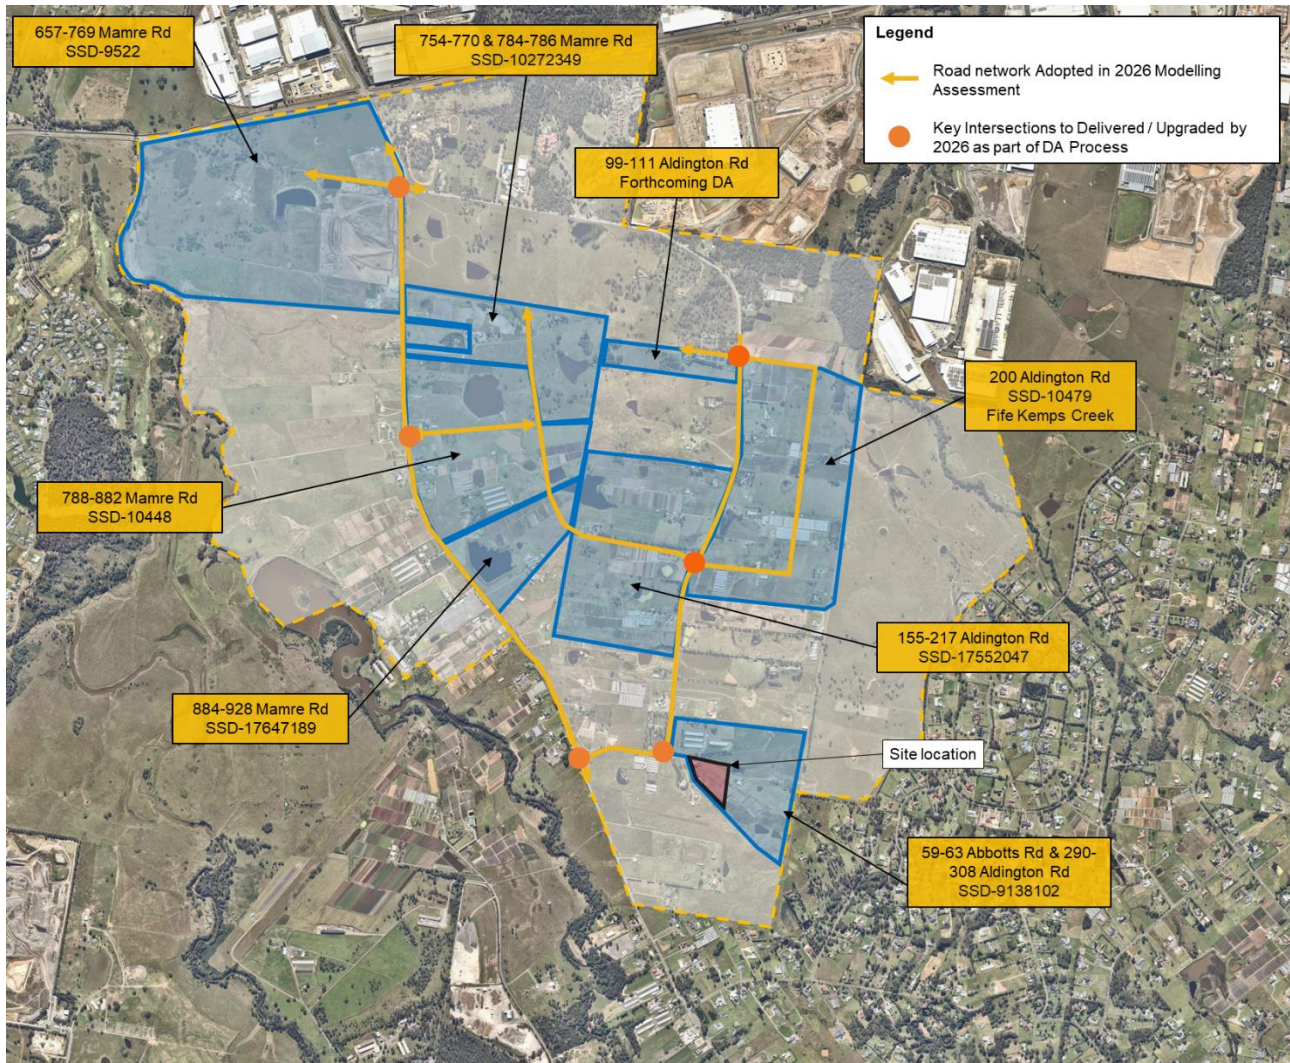 657-769 Mamre Rd
SSD-9522
754-770 & 784-786 Mamre Rd
SSD-10272349
Legend
Road network Adopted in 2026 Modelling
Assessment
Key Intersections to Delivered / Upgraded by
2026 as part of DA Process
99-111 Aldington Rd
Forthcoming DA
200 Aldington Rd
SSD-10479
Fife Kemps Creek
788-882 Mamre Rd
SSD-10448
155-217 Aldington Rd
SSD-17552047
884-928 Mamre Rd
SSD-17647189
Site location
59-63 Abbotts Rd & 290-
308 Aldington Rd
SSD-9138102